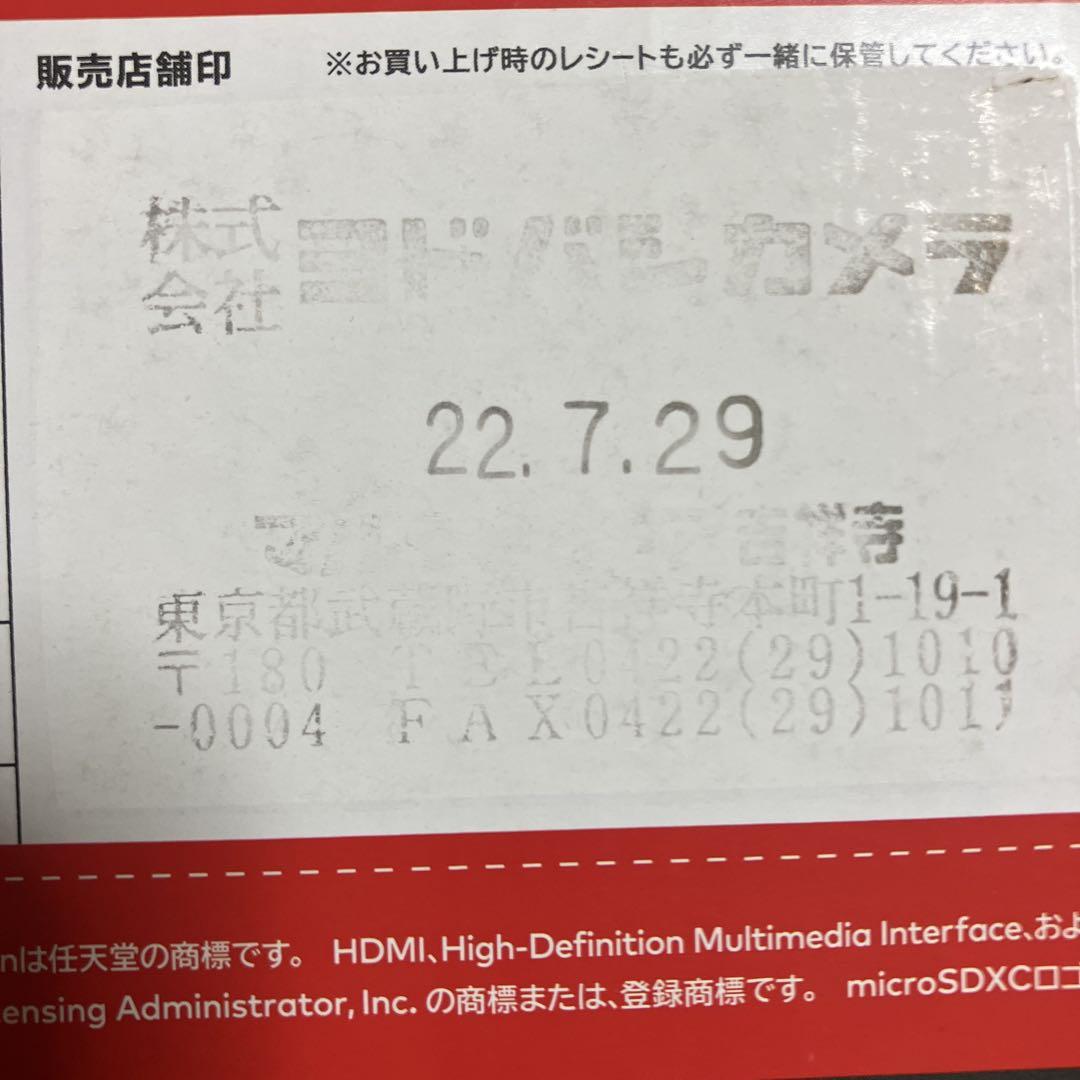 販売店舗印 ※お買い上げ時のレシートも必ず一緒に保管してください。
株式会社 ヨドバシカメラ
22.7.29
マル 吉祥寺
東京都武蔵野市吉祥寺本町1-19-1
〒180 TEL0422(29)1010
-0004 FAX0422(29)1011
nは任天堂の商標です。 HDMI、High-Definition Multimedia Interface、およ
ensing Administrator, Inc. の商標または、登録商標です。 microSDXCロゴ